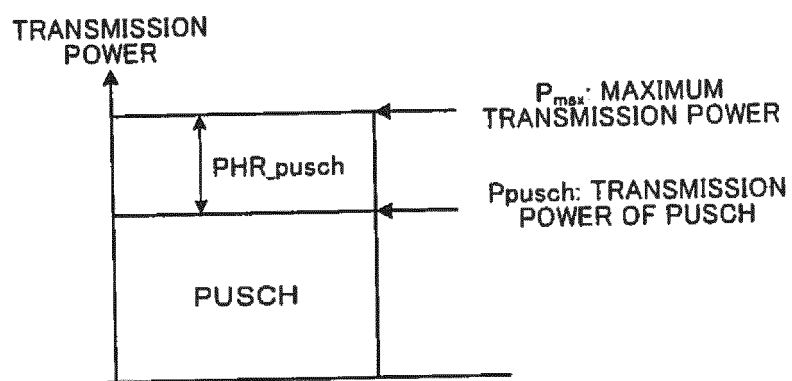 TRANSMISSION
POWER
Pmax: MAXIMUM
TRANSMISSION POWER
PHR_pusch
Ppusch: TRANSMISSION
POWER OF PUSCH
PUSCH